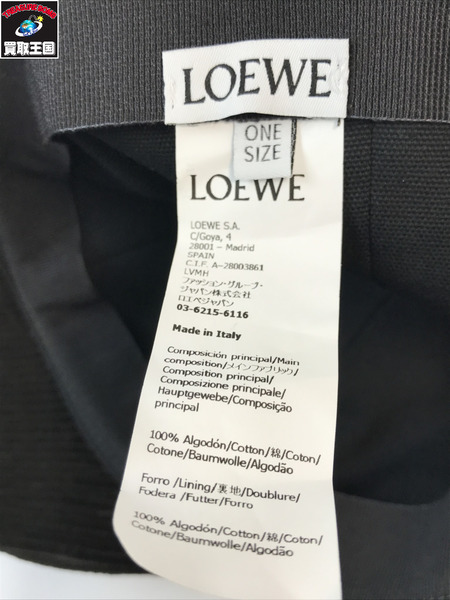 買取王国
LOEWE
ONE
SIZE
LOEWE
LOEWE S.A.
C/Goya, 4
28001 - Madrid
SPAIN
C.I.F. A-28003861
LVMH
ファッション・グループ・
ジャパン株式会社
ロエベジャパン
03-6215-6116
Made in Italy
Composición principal/Main
composition/メインファブリック/
Composition principal/
Composizione principale/
Hauptgewebe/Composição
principal
100% Algodón/Cotton/綿/Coton/
Cotone/Baumwolle/Algodão
Forro /Lining/裏地/Doublure/
Fodera /Futter/Forro
100% Algodón/Cotton/綿/Coton/
Cotone/Baumwolle/Algodão